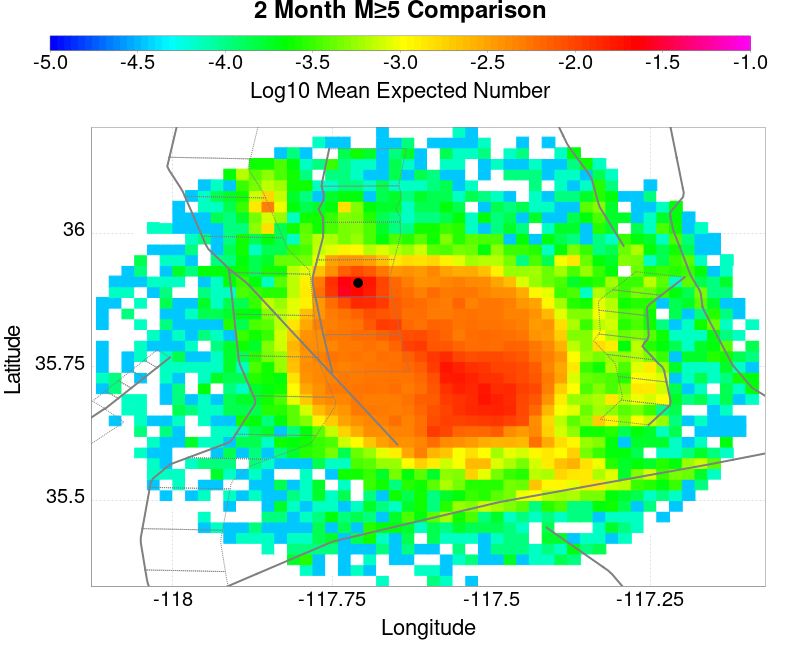 2 Month M≥5 Comparison
-5.0 -4.5 -4.0 -3.5 -3.0 -2.5 -2.0 -1.5 -1.0
Log10 Mean Expected Number
36
35.75
35.5
Latitude
-118 -117.75 -117.5 -117.25
Longitude